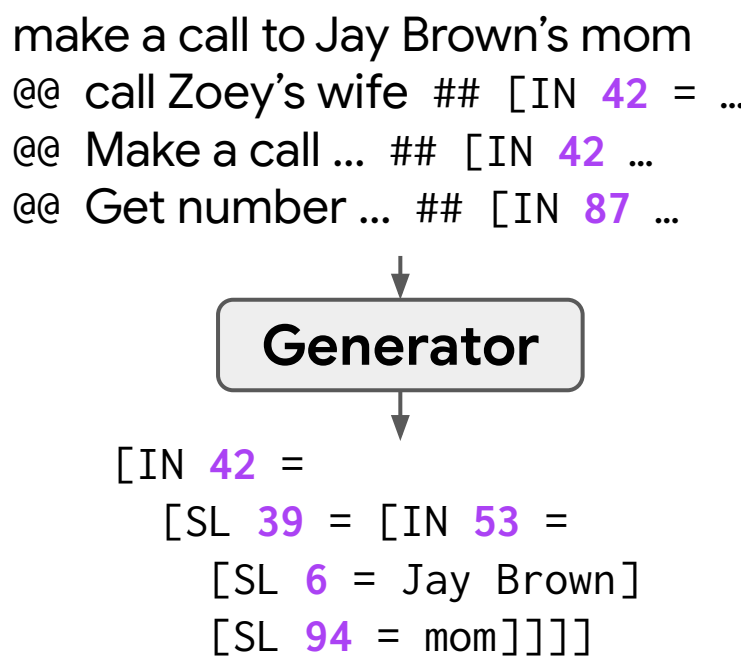 make a call to Jay Brown’s mom
@@ call Zoey’s wife ## [IN 42 = …
@@ Make a call ... ## [IN 42 …
@@ Get number ... ## [IN 87 …
Generator
[IN 42 =
[SL 39 = [IN 53 =
[SL 6 = Jay Brown]
[SL 94 = mom]]]]